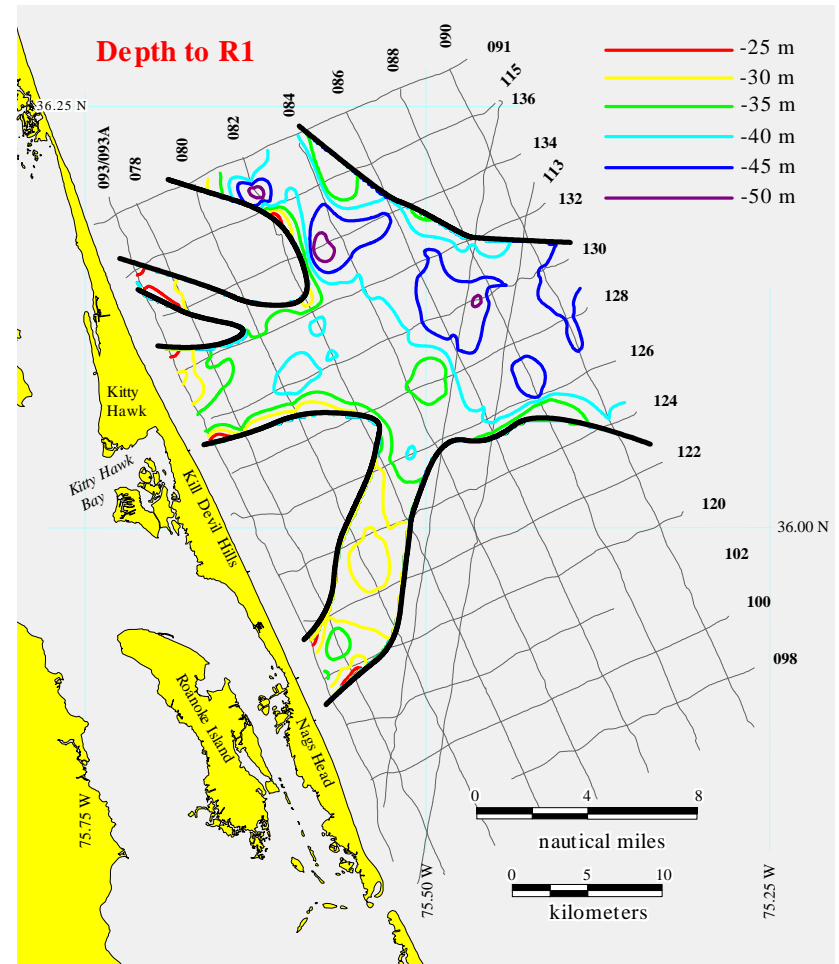 Depth to R1
-25 m
-30 m
-35 m
-40 m
-45 m
-50 m
36.25 N
093/093A
078
080
082
084
086
088
090
091
115
136
134
113
132
130
128
126
124
122
120
102
100
098
36.00 N
Kitty
Hawk
Kitty Hawk
Bay
Kill Devil Hills
Roanoke Island
Nags Head
75.75 W
75.50 W
75.25 W
0 4 8
nautical miles
0 5 10
kilometers